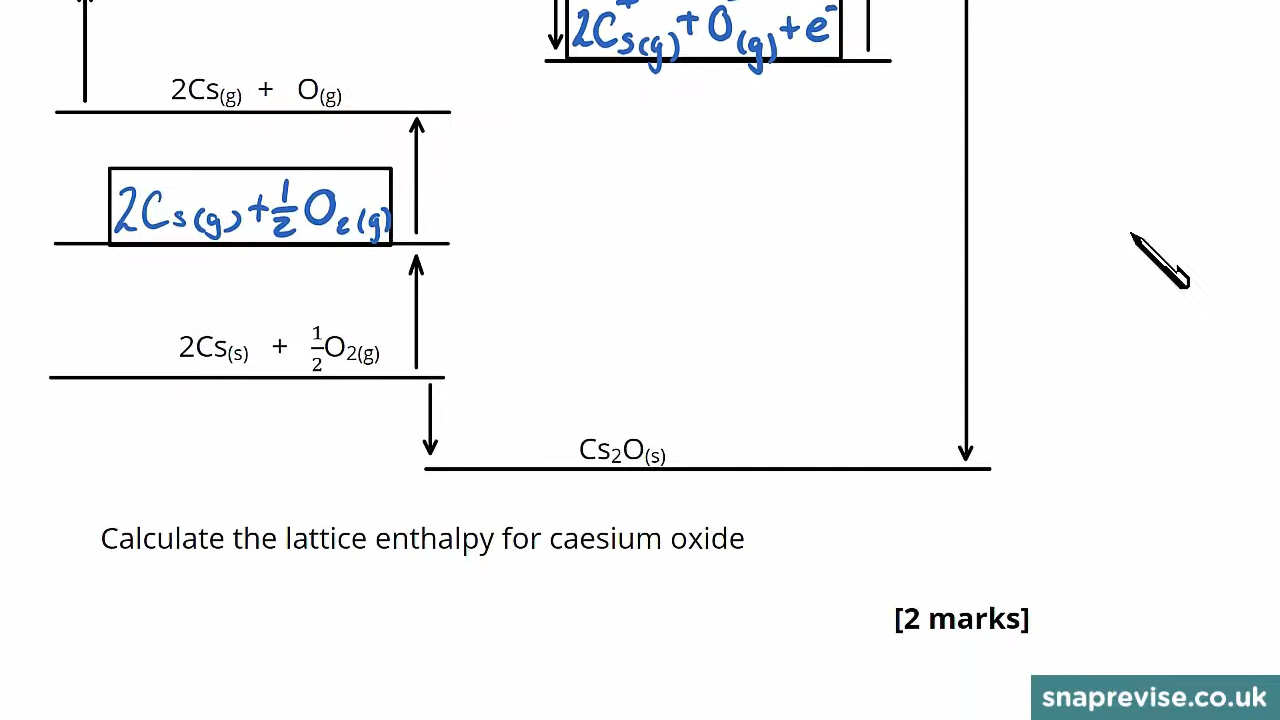 2Cs⁺(g) + O⁻(g) + e⁻
2Cs(g) + O(g)
2Cs(g) + ½O₂(g)
2Cs(s) + ½O2(g)
Cs₂O(s)
Calculate the lattice enthalpy for caesium oxide
[2 marks]
snaprevise.co.uk